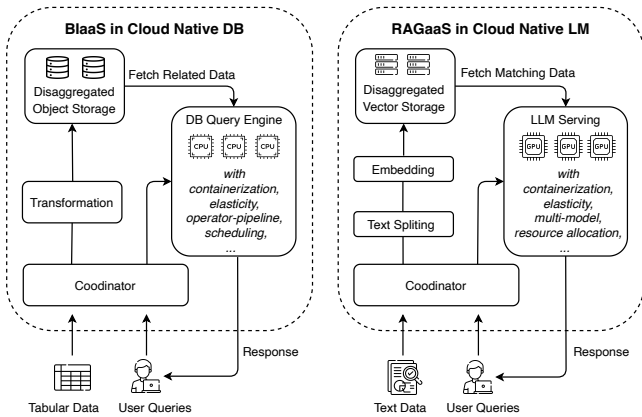 BIaaS in Cloud Native DB
Disaggregated
Object Storage
Fetch Related Data
DB Query Engine
CPU
CPU
CPU
with
containerization,
elasticity,
operator-pipeline,
scheduling,
...
Transformation
Coodinator
Response
Tabular Data
User Queries
RAGaaS in Cloud Native LM
Disaggregated
Vector Storage
Fetch Matching Data
LLM Serving
GPU
GPU
GPU
with
containerization,
elasticity,
multi-model,
resource allocation,
...
Embedding
Text Spliting
Coodinator
Response
Text Data
User Queries